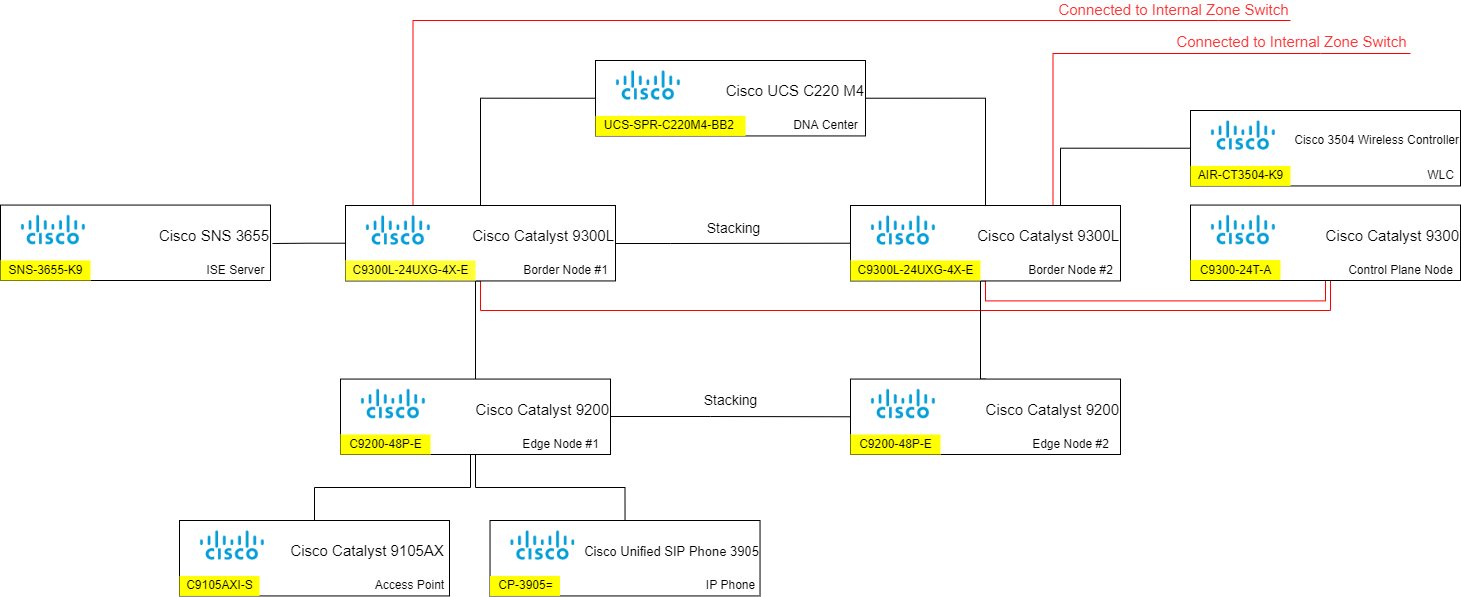 Connected to Internal Zone Switch
Connected to Internal Zone Switch
CISCO
Cisco UCS C220 M4
UCS-SPR-C220M4-BB2
DNA Center
CISCO
Cisco 3504 Wireless Controller
AIR-CT3504-K9
WLC
CISCO
Cisco SNS 3655
SNS-3655-K9
ISE Server
CISCO
Cisco Catalyst 9300L
C9300L-24UXG-4X-E
Border Node #1
Stacking
CISCO
Cisco Catalyst 9300L
C9300L-24UXG-4X-E
Border Node #2
CISCO
Cisco Catalyst 9300
C9300-24T-A
Control Plane Node
CISCO
Cisco Catalyst 9200
C9200-48P-E
Edge Node #1
Stacking
CISCO
Cisco Catalyst 9200
C9200-48P-E
Edge Node #2
CISCO
Cisco Catalyst 9105AX
C9105AXI-S
Access Point
CISCO
Cisco Unified SIP Phone 3905
CP-3905=
IP Phone